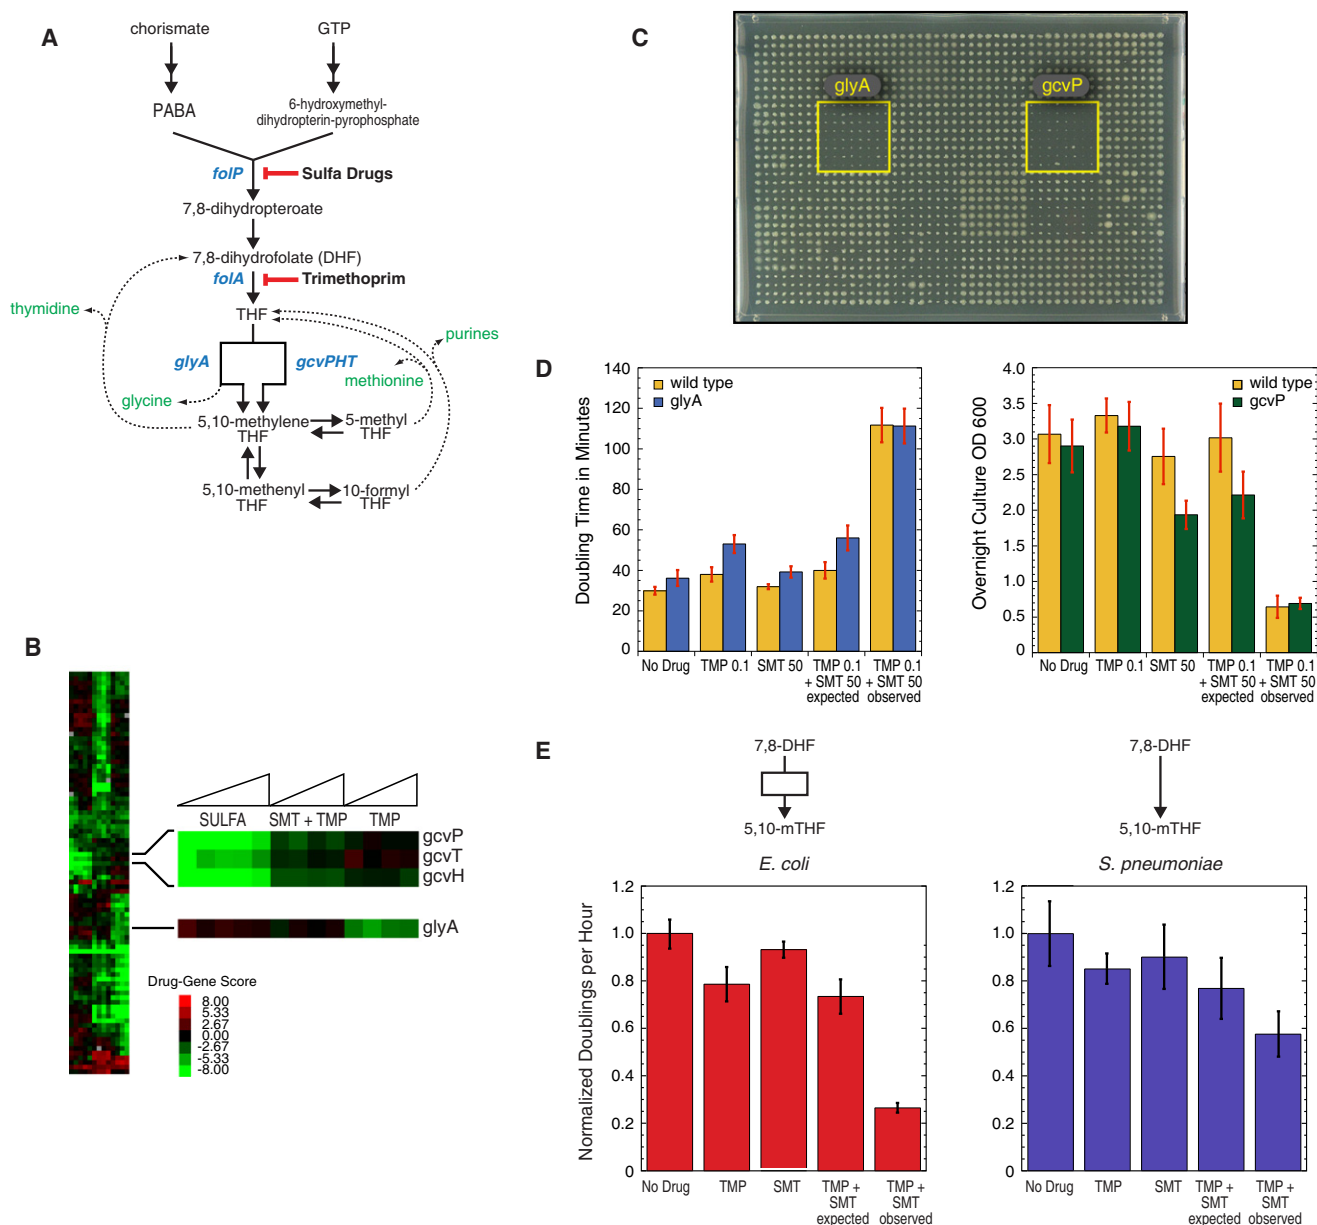 A
chorismate
GTP
PABA
6-hydroxymethyl-
dihydropterin-pyrophosphate
folP
Sulfa Drugs
7,8-dihydropteroate
7,8-dihydrofolate (DHF)
folA
Trimethoprim
thymidine
THF
purines
glyA
gcvPHT
methionine
glycine
5,10-methylene
THF
5-methyl
THF
5,10-methenyl
THF
10-formyl
THF
B
SULFA
SMT + TMP
TMP
gcvP
gcvT
gcvH
glyA
Drug-Gene Score
8.00
5.33
2.67
0.00
-2.67
-5.33
-8.00
C
glyA
gcvP
D
Doubling Time in Minutes
140
120
100
80
60
40
20
0
wild type
glyA
No Drug
TMP 0.1
SMT 50
TMP 0.1
+ SMT 50
expected
TMP 0.1
+ SMT 50
observed
Overnight Culture OD 600
4.0
3.5
3.0
2.5
2.0
1.5
1.0
0.5
0
wild type
gcvP
No Drug
TMP 0.1
SMT 50
TMP 0.1
+ SMT 50
expected
TMP 0.1
+ SMT 50
observed
E
7,8-DHF
5,10-mTHF
E. coli
Normalized Doublings per Hour
1.2
1.0
0.8
0.6
0.4
0.2
0
No Drug
TMP
SMT
TMP +
SMT
expected
TMP +
SMT
observed
7,8-DHF
5,10-mTHF
S. pneumoniae
1.2
1.0
0.8
0.6
0.4
0.2
0
No Drug
TMP
SMT
TMP +
SMT
expected
TMP +
SMT
observed